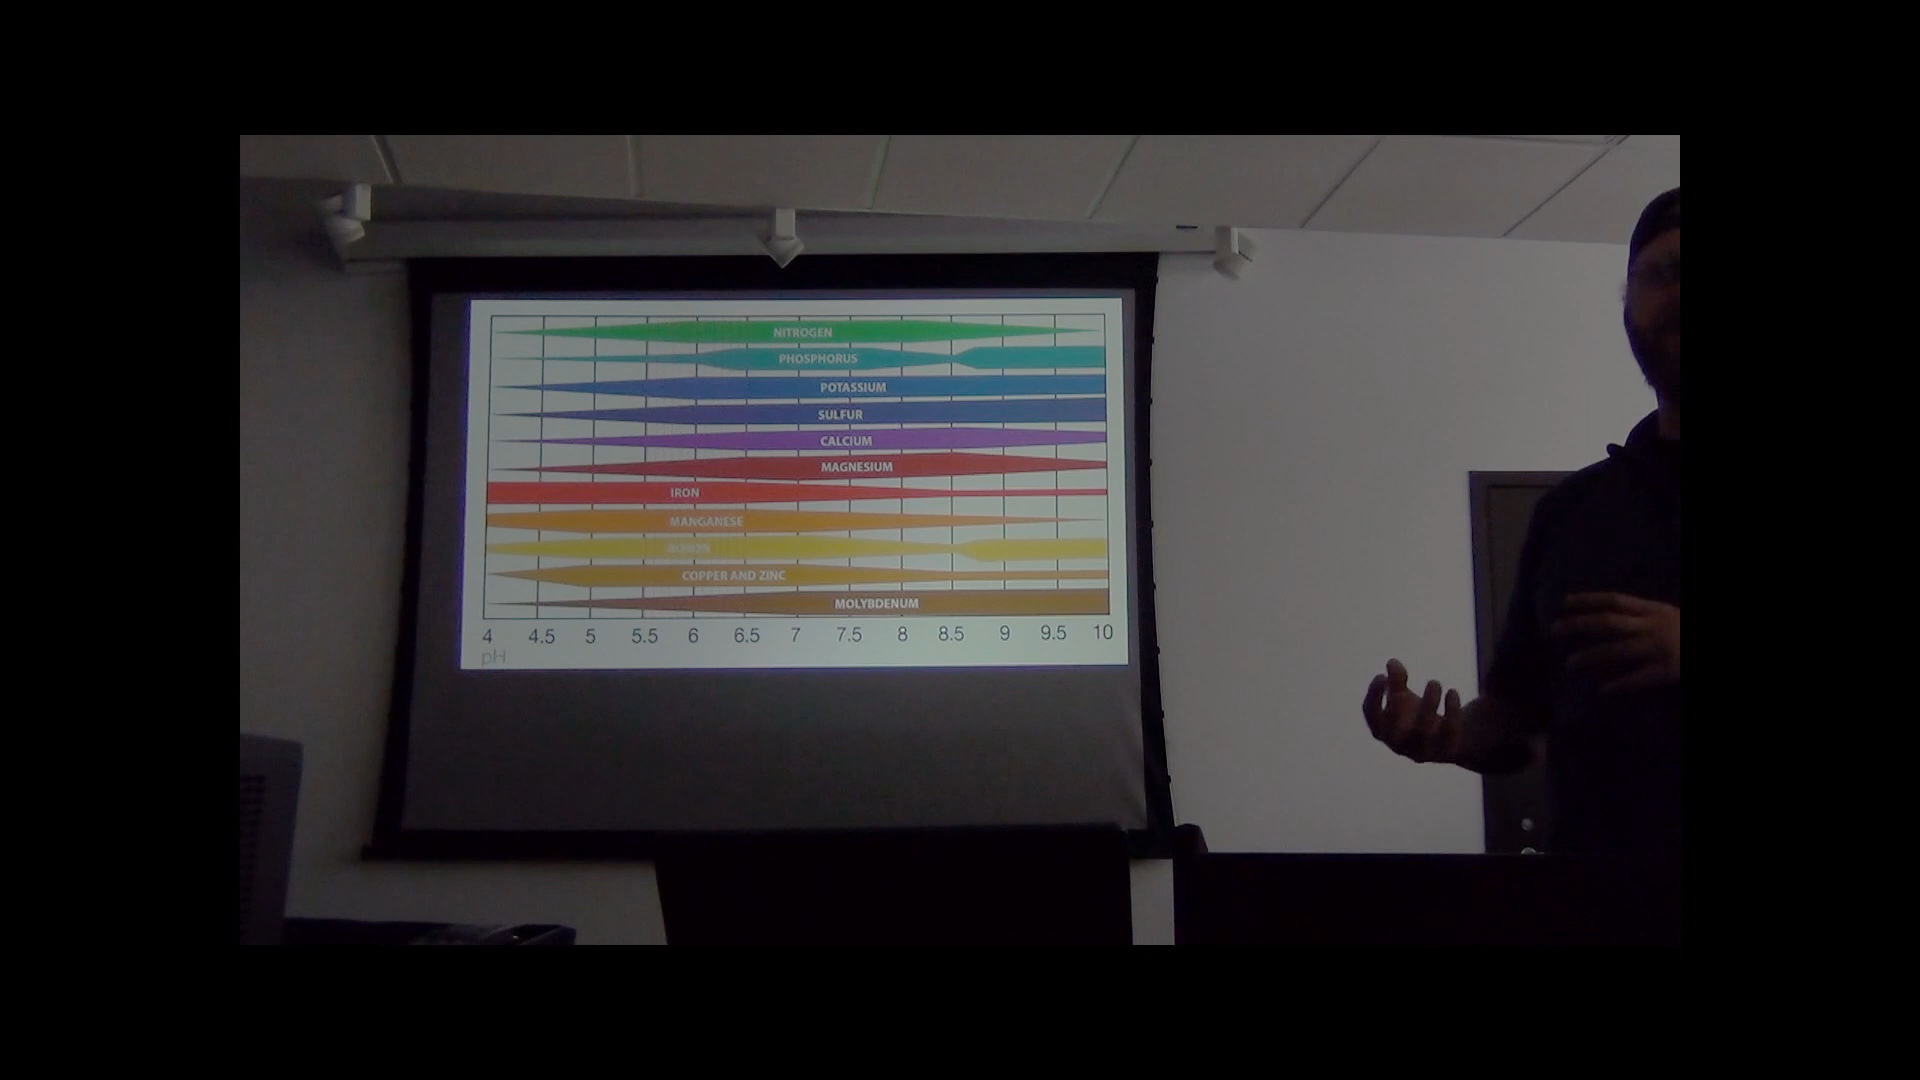 NITROGEN
PHOSPHORUS
POTASSIUM
SULFUR
CALCIUM
MAGNESIUM
IRON
MANGANESE
BORON
COPPER AND ZINC
MOLYBDENUM
4 4.5 5 5.5 6 6.5 7 7.5 8 8.5 9 9.5 10
pH